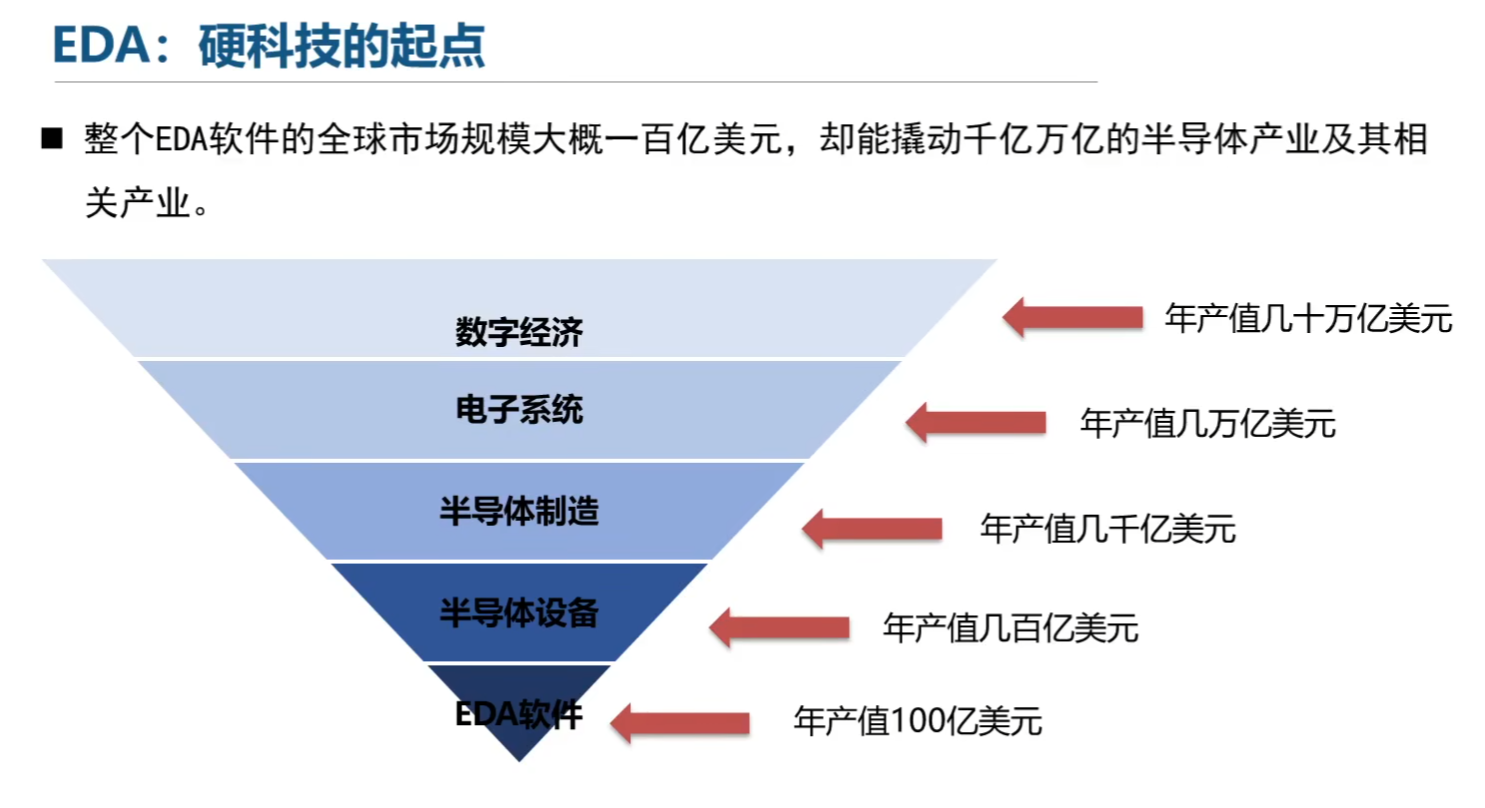 EDA：硬科技的起点
■ 整个EDA软件的全球市场规模大概一百亿美元，却能撬动千亿万亿的半导体产业及其相
关产业。
数字经济
年产值几十万亿美元
电子系统
年产值几万亿美元
半导体制造
年产值几千亿美元
半导体设备
年产值几百亿美元
EDA软件
年产值100亿美元